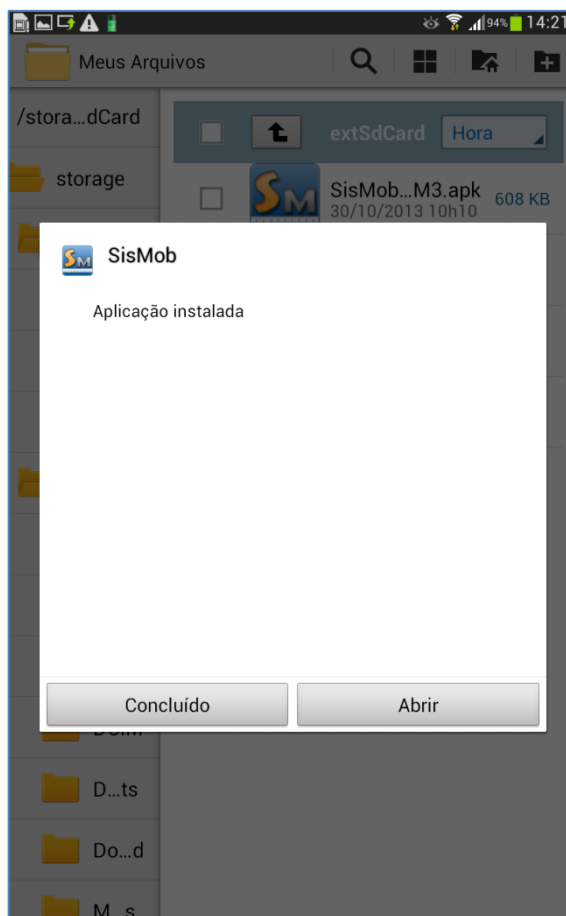 94% 14:21
Meus Arquivos
/stora...dCard
extSdCard Hora
storage
SisMob...M3.apk 608 KB
30/10/2013 10h10
SM
SisMob
Aplicação instalada
Concluído Abrir
D...ts
Do...d
M...s